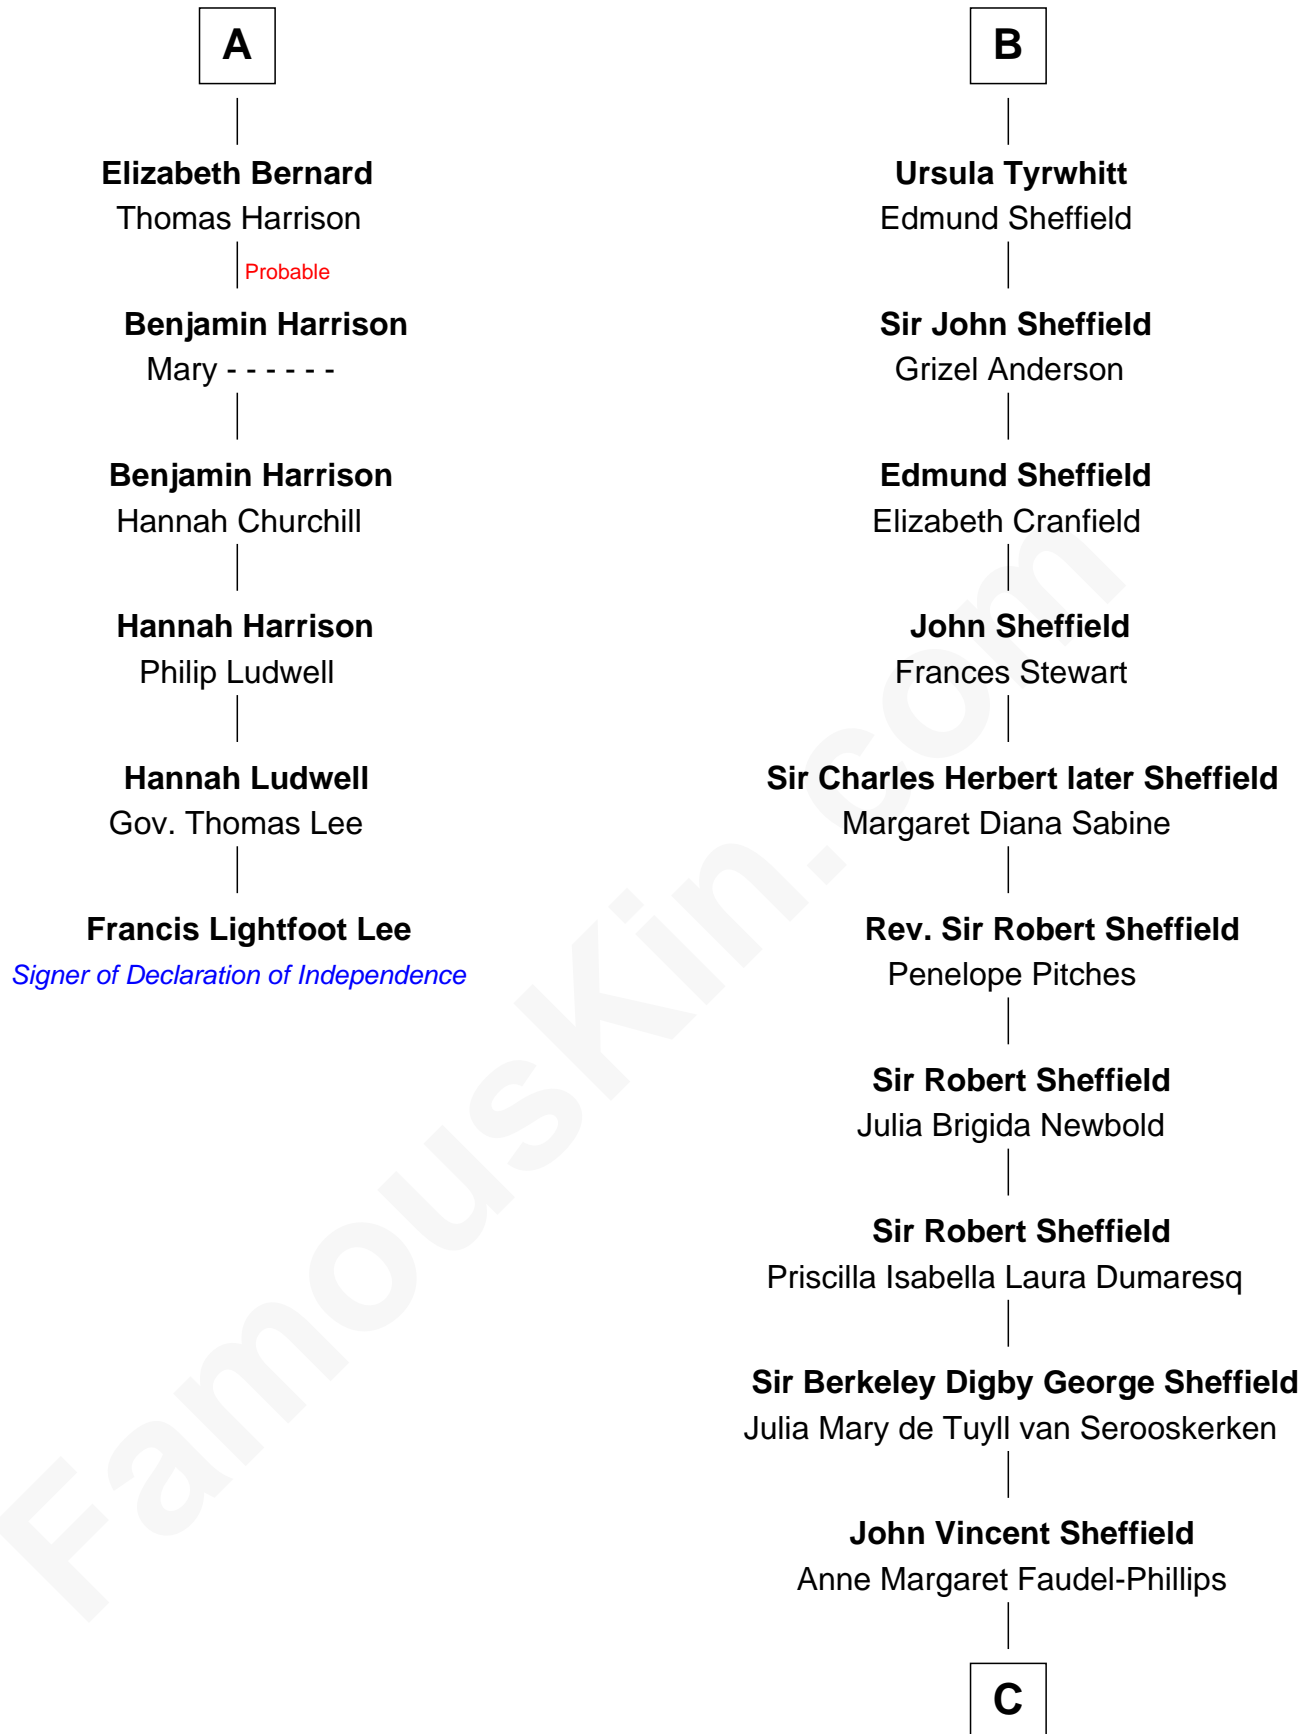 A
Elizabeth Bernard
Thomas Harrison
Probable
Benjamin Harrison
Mary - - - - - -
Benjamin Harrison
Hannah Churchill
Hannah Harrison
Philip Ludwell
Hannah Ludwell
Gov. Thomas Lee
Francis Lightfoot Lee
Signer of Declaration of Independence
B
Ursula Tyrwhitt
Edmund Sheffield
Sir John Sheffield
Grizel Anderson
Edmund Sheffield
Elizabeth Cranfield
John Sheffield
Frances Stewart
Sir Charles Herbert later Sheffield
Margaret Diana Sabine
Rev. Sir Robert Sheffield
Penelope Pitches
Sir Robert Sheffield
Julia Brigida Newbold
Sir Robert Sheffield
Priscilla Isabella Laura Dumaresq
Sir Berkeley Digby George Sheffield
Julia Mary de Tuyll van Serooskerken
John Vincent Sheffield
Anne Margaret Faudel-Phillips
C
FamousKin.com